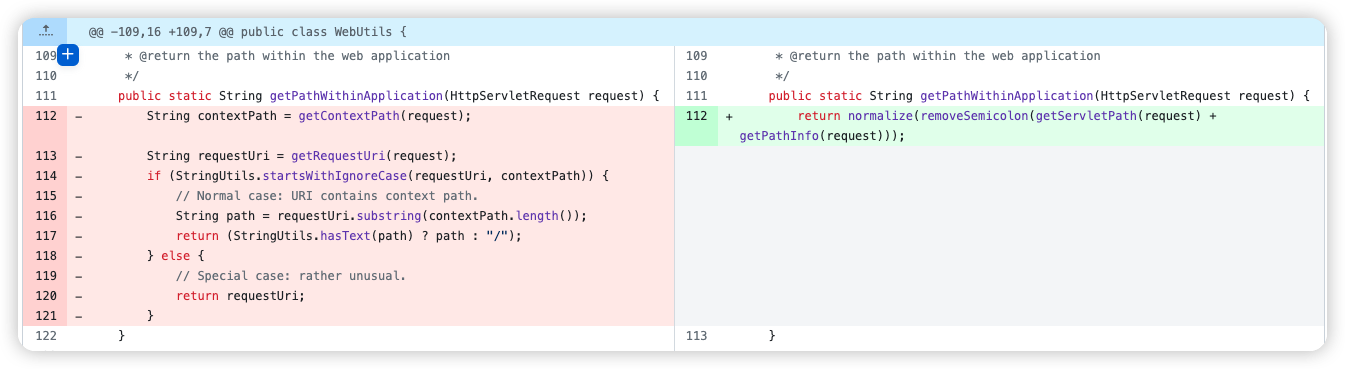 @@ -109,16 +109,7 @@ public class WebUtils {
109 + * @return the path within the web application
110 */
111 public static String getPathWithinApplication(HttpServletRequest request) {
112 - String contextPath = getContextPath(request);
113 - String requestUri = getRequestUri(request);
114 - if (StringUtils.startsWithIgnoreCase(requestUri, contextPath)) {
115 - // Normal case: URI contains context path.
116 - String path = requestUri.substring(contextPath.length());
117 - return (StringUtils.hasText(path) ? path : "/");
118 - } else {
119 - // Special case: rather unusual.
120 - return requestUri;
121 - }
122 }
109 * @return the path within the web application
110 */
111 public static String getPathWithinApplication(HttpServletRequest request) {
112 + return normalize(removeSemicolon(getServletPath(request) +
getPathInfo(request)));
113 }